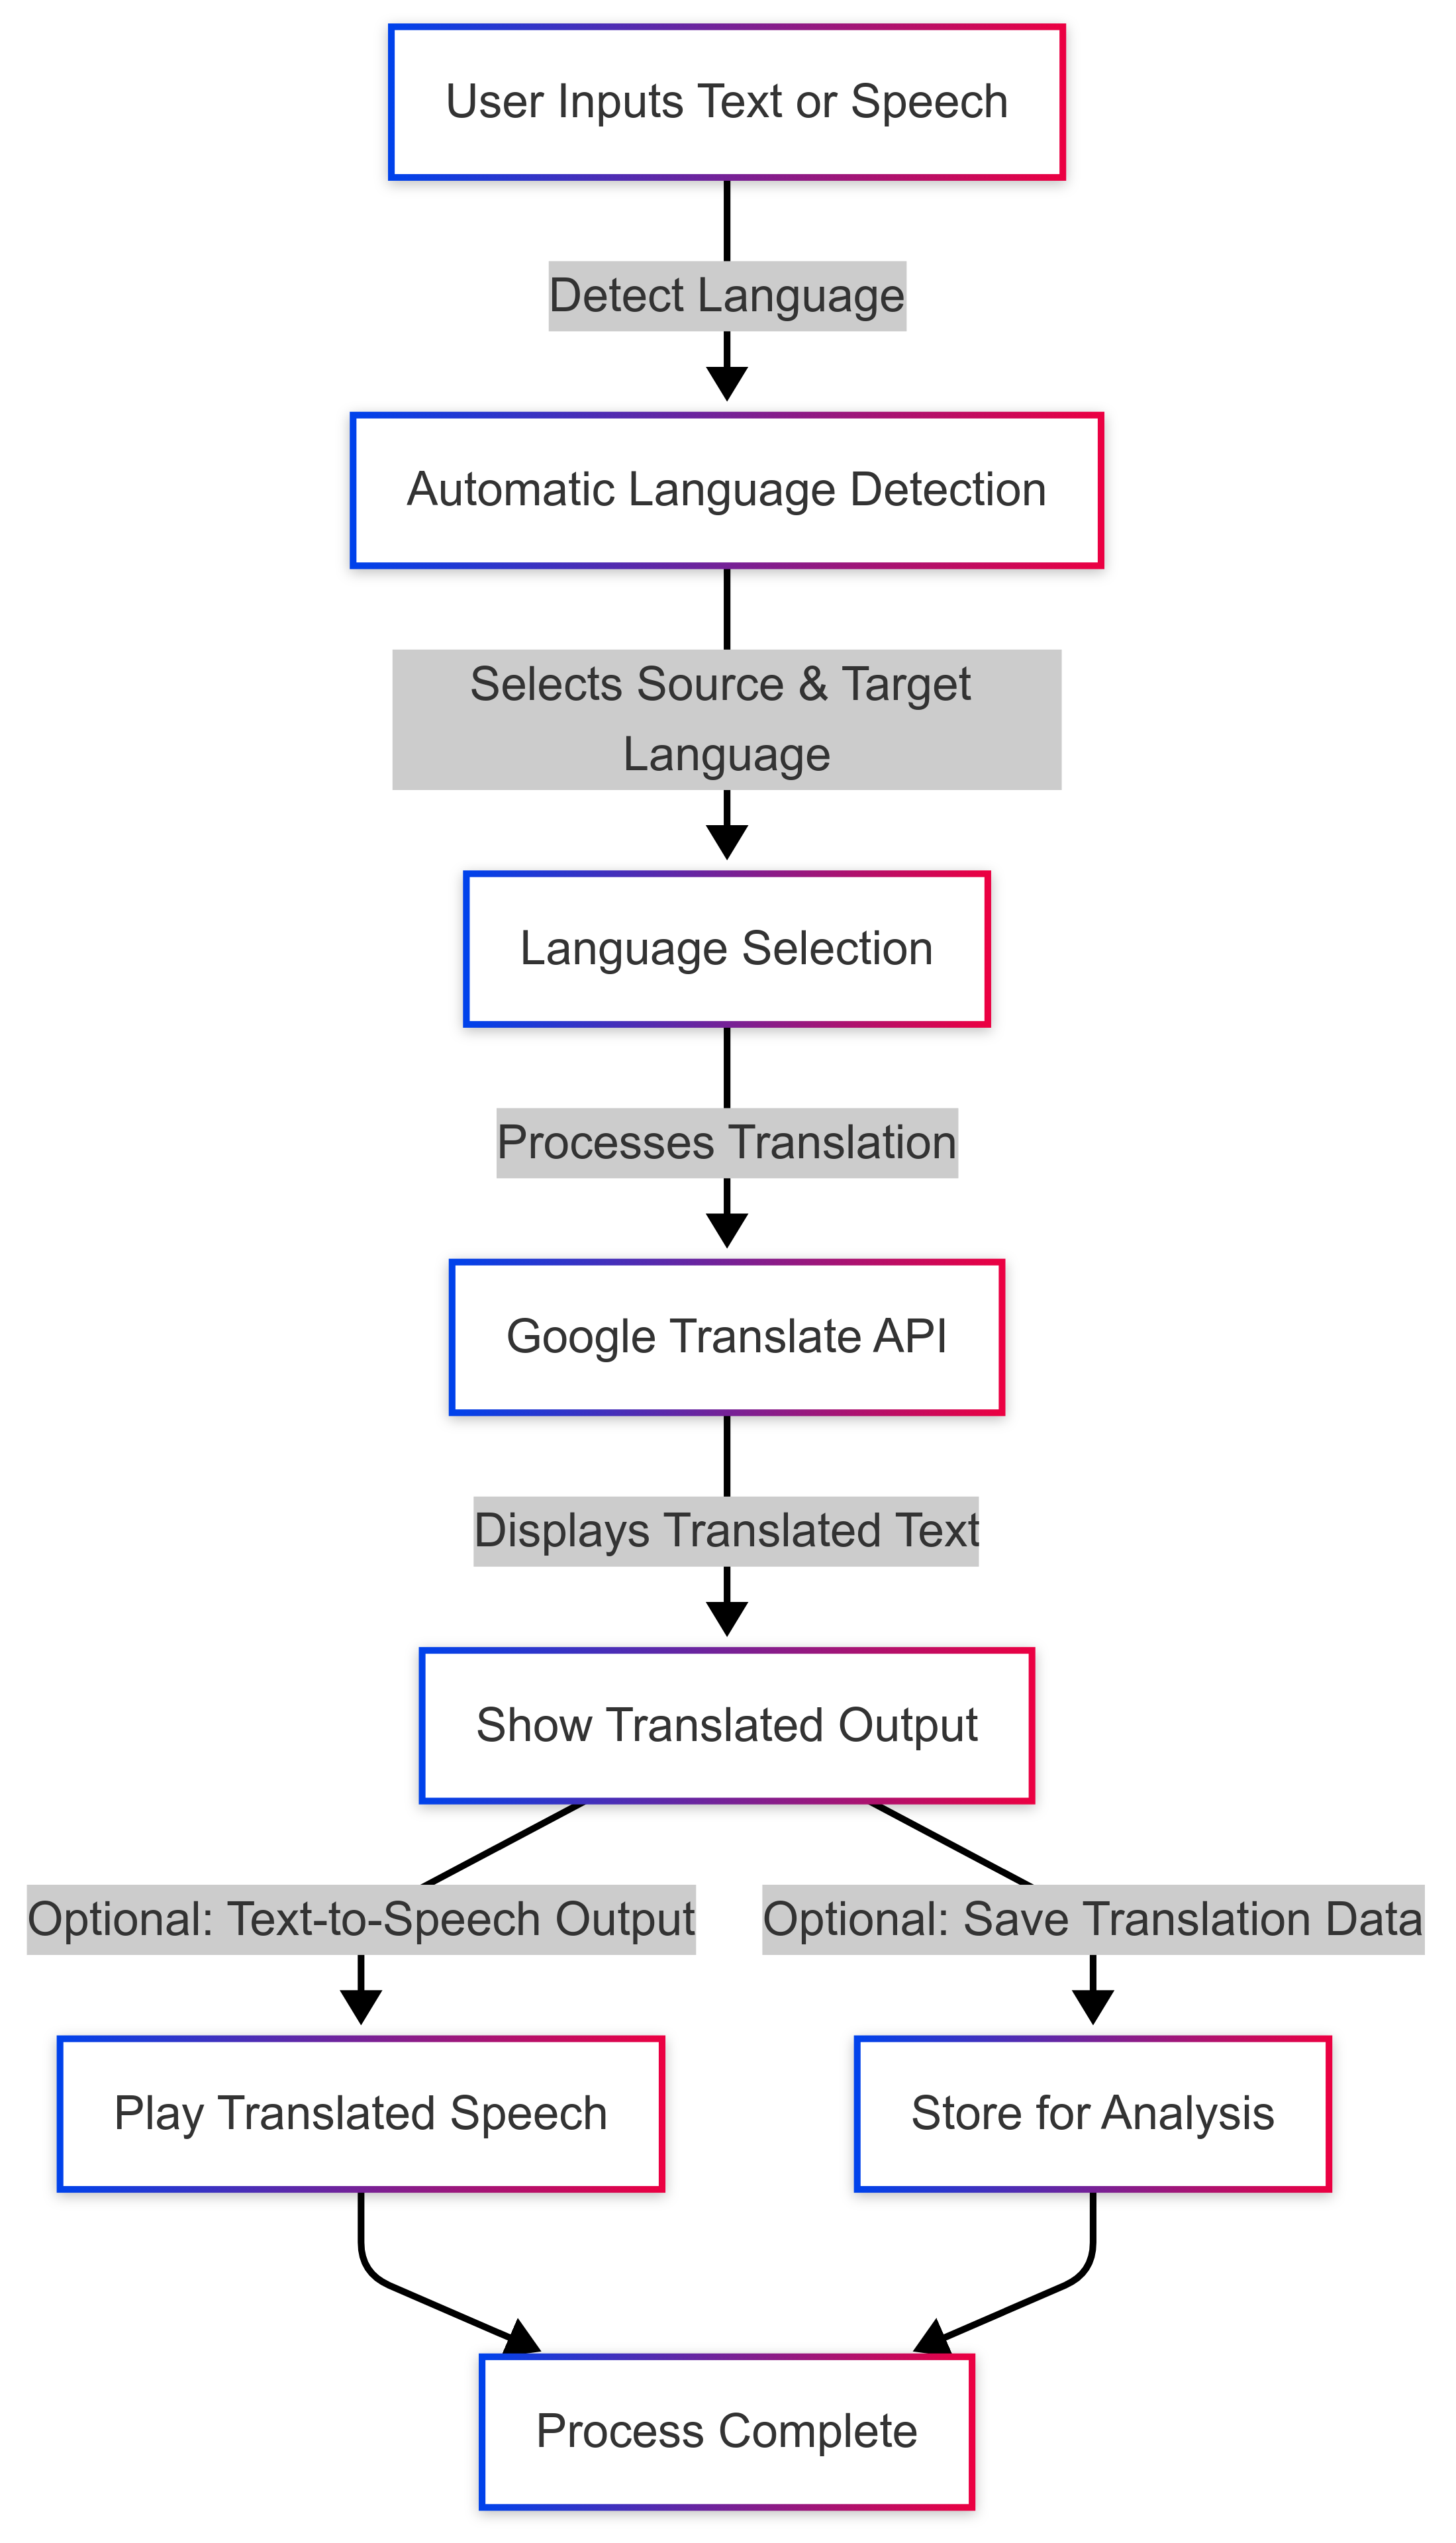 User Inputs Text or Speech
Detect Language
Automatic Language Detection
Selects Source & Target
Language
Language Selection
Processes Translation
Google Translate API
Displays Translated Text
Show Translated Output
Optional: Text-to-Speech Output
Optional: Save Translation Data
Play Translated Speech
Store for Analysis
Process Complete